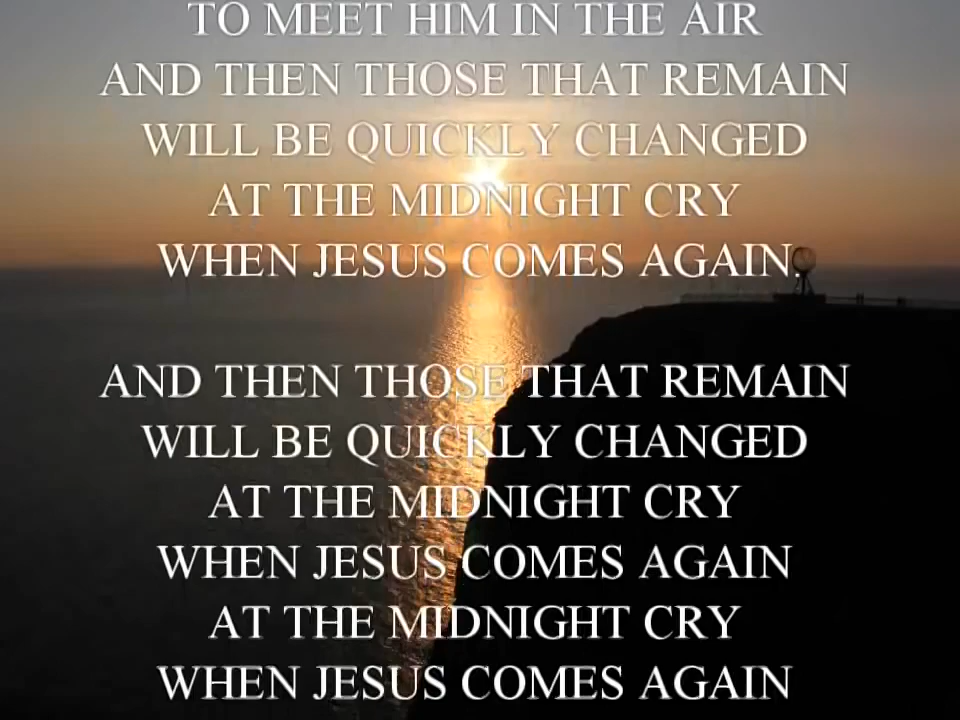 TO MEET HIM IN THE AIR
AND THEN THOSE THAT REMAIN
WILL BE QUICKLY CHANGED
AT THE MIDNIGHT CRY
WHEN JESUS COMES AGAIN.
AND THEN THOSE THAT REMAIN
WILL BE QUICKLY CHANGED
AT THE MIDNIGHT CRY
WHEN JESUS COMES AGAIN
AT THE MIDNIGHT CRY
WHEN JESUS COMES AGAIN